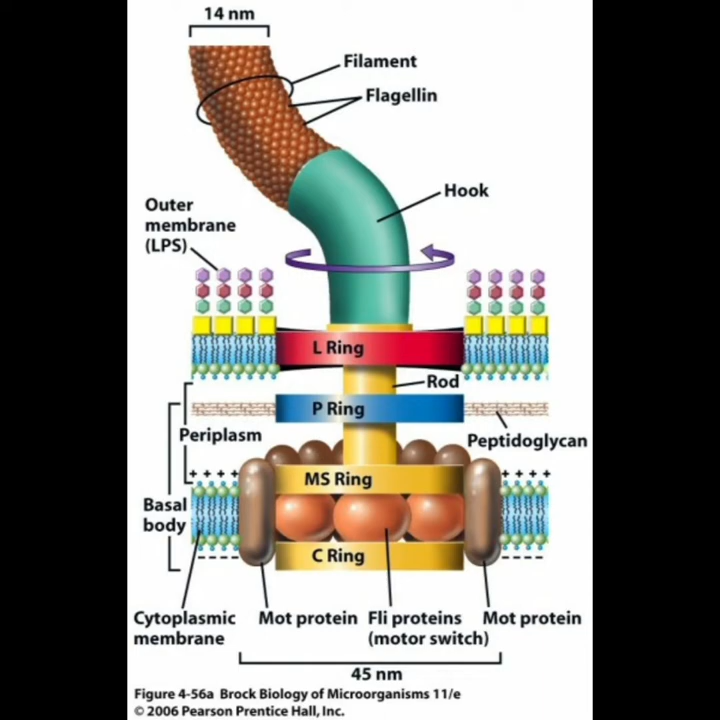 14 nm
Filament
Flagellin
Hook
Outer
membrane
(LPS)
L Ring
Rod
P Ring
Periplasm
Peptidoglycan
+ + + +
+ + + +
MS Ring
Basal
body
C Ring
– – – –
– – – –
Cytoplasmic
membrane
Mot protein
Fli proteins
(motor switch)
Mot protein
45 nm
Figure 4-56a Brock Biology of Microorganisms 11/e
© 2006 Pearson Prentice Hall, Inc.